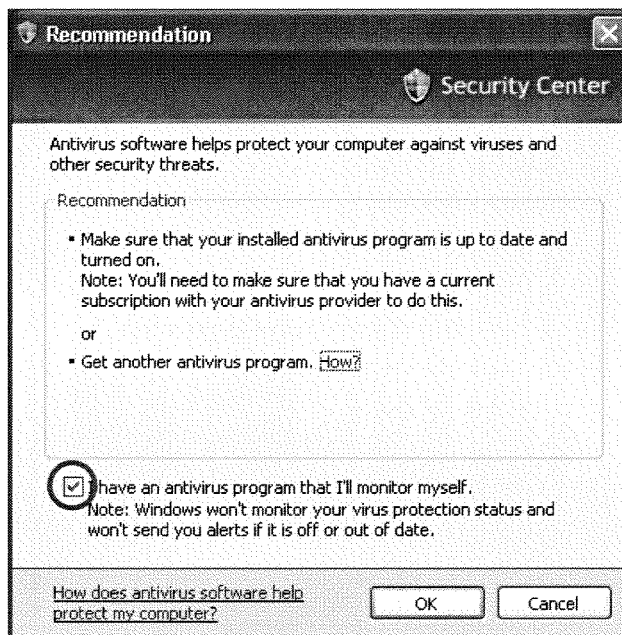 Recommendation
Security Center
Antivirus software helps protect your computer against viruses and
other security threats.
Recommendation
▪ Make sure that your installed antivirus program is up to date and
turned on.
Note: You'll need to make sure that you have a current
subscription with your antivirus provider to do this.
or
▪ Get another antivirus program. How?
I have an antivirus program that I'll monitor myself.
Note: Windows won't monitor your virus protection status and
won't send you alerts if it is off or out of date.
How does antivirus software help
protect my computer?
OK
Cancel